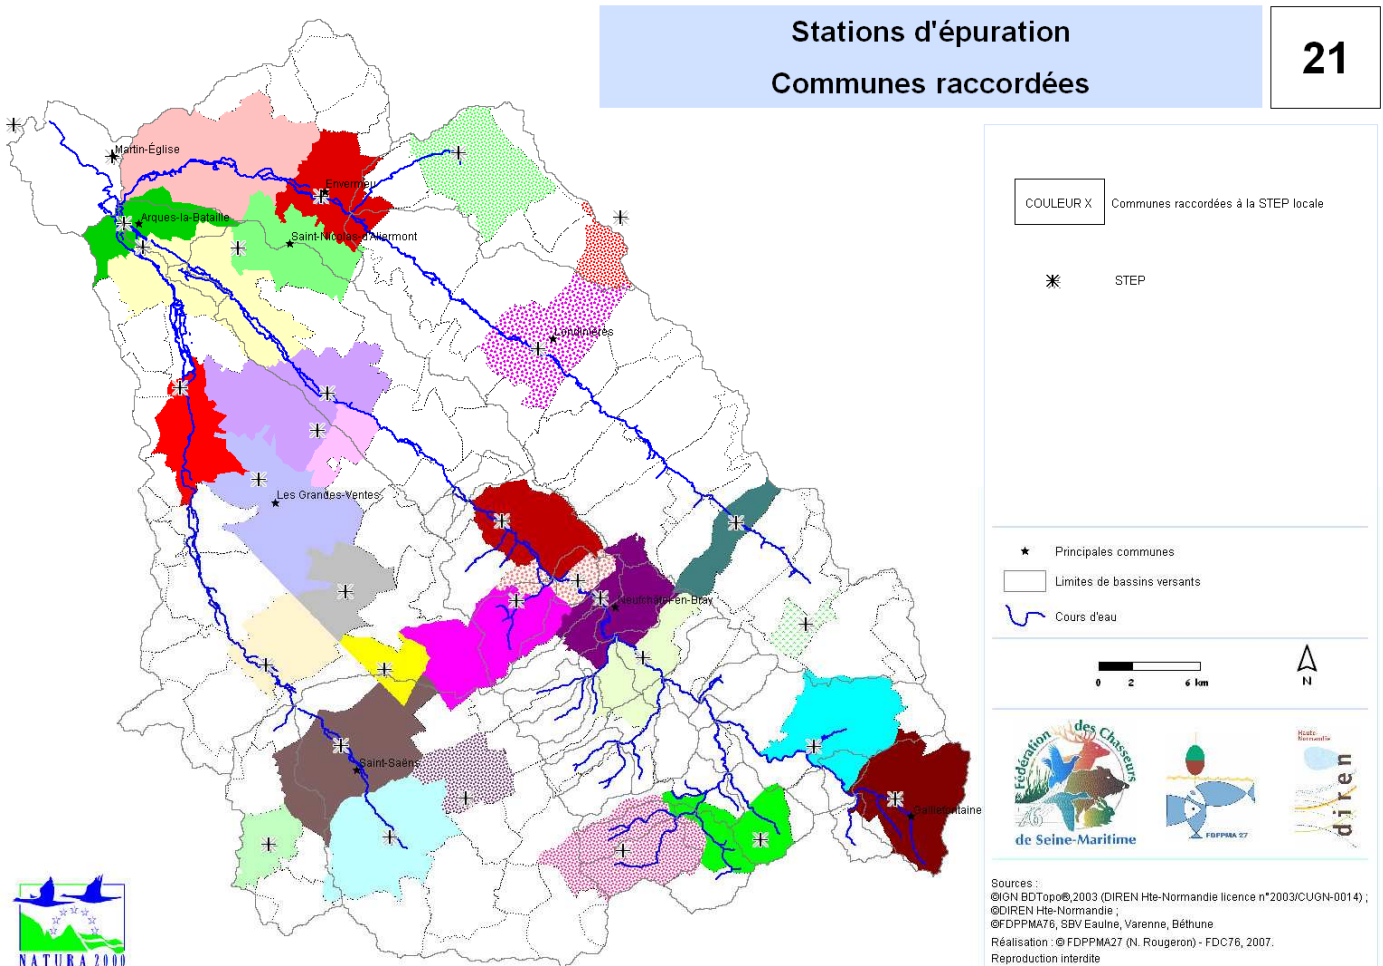 Stations d'épuration
Communes raccordées
21
Martin-Église
Envermeu
Arques-la-Bataille
Saint-Nicolas-d'Aliermont
Londinières
Les Grandes-Ventes
Neufchâtel-en-Bray
Saint-Saëns
Gaillefontaine
COULEUR X
Communes raccordées à la STEP locale
STEP
Principales communes
Limites de bassins versants
Cours d'eau
0 2 6 km
N
Fédération des Chasseurs
76
de Seine-Maritime
FDPPMA 27
Haute-
Normandie
diren
Sources :
©IGN BDTopo®,2003 (DIREN Hte-Normandie licence n°2003/CUGN-0014) ;
©DIREN Hte-Normandie ;
©FDPPMA76, SBV Eaulne, Varenne, Béthune
Réalisation : © FDPPMA27 (N. Rougeron) - FDC76, 2007.
Reproduction interdite
NATURA 2000